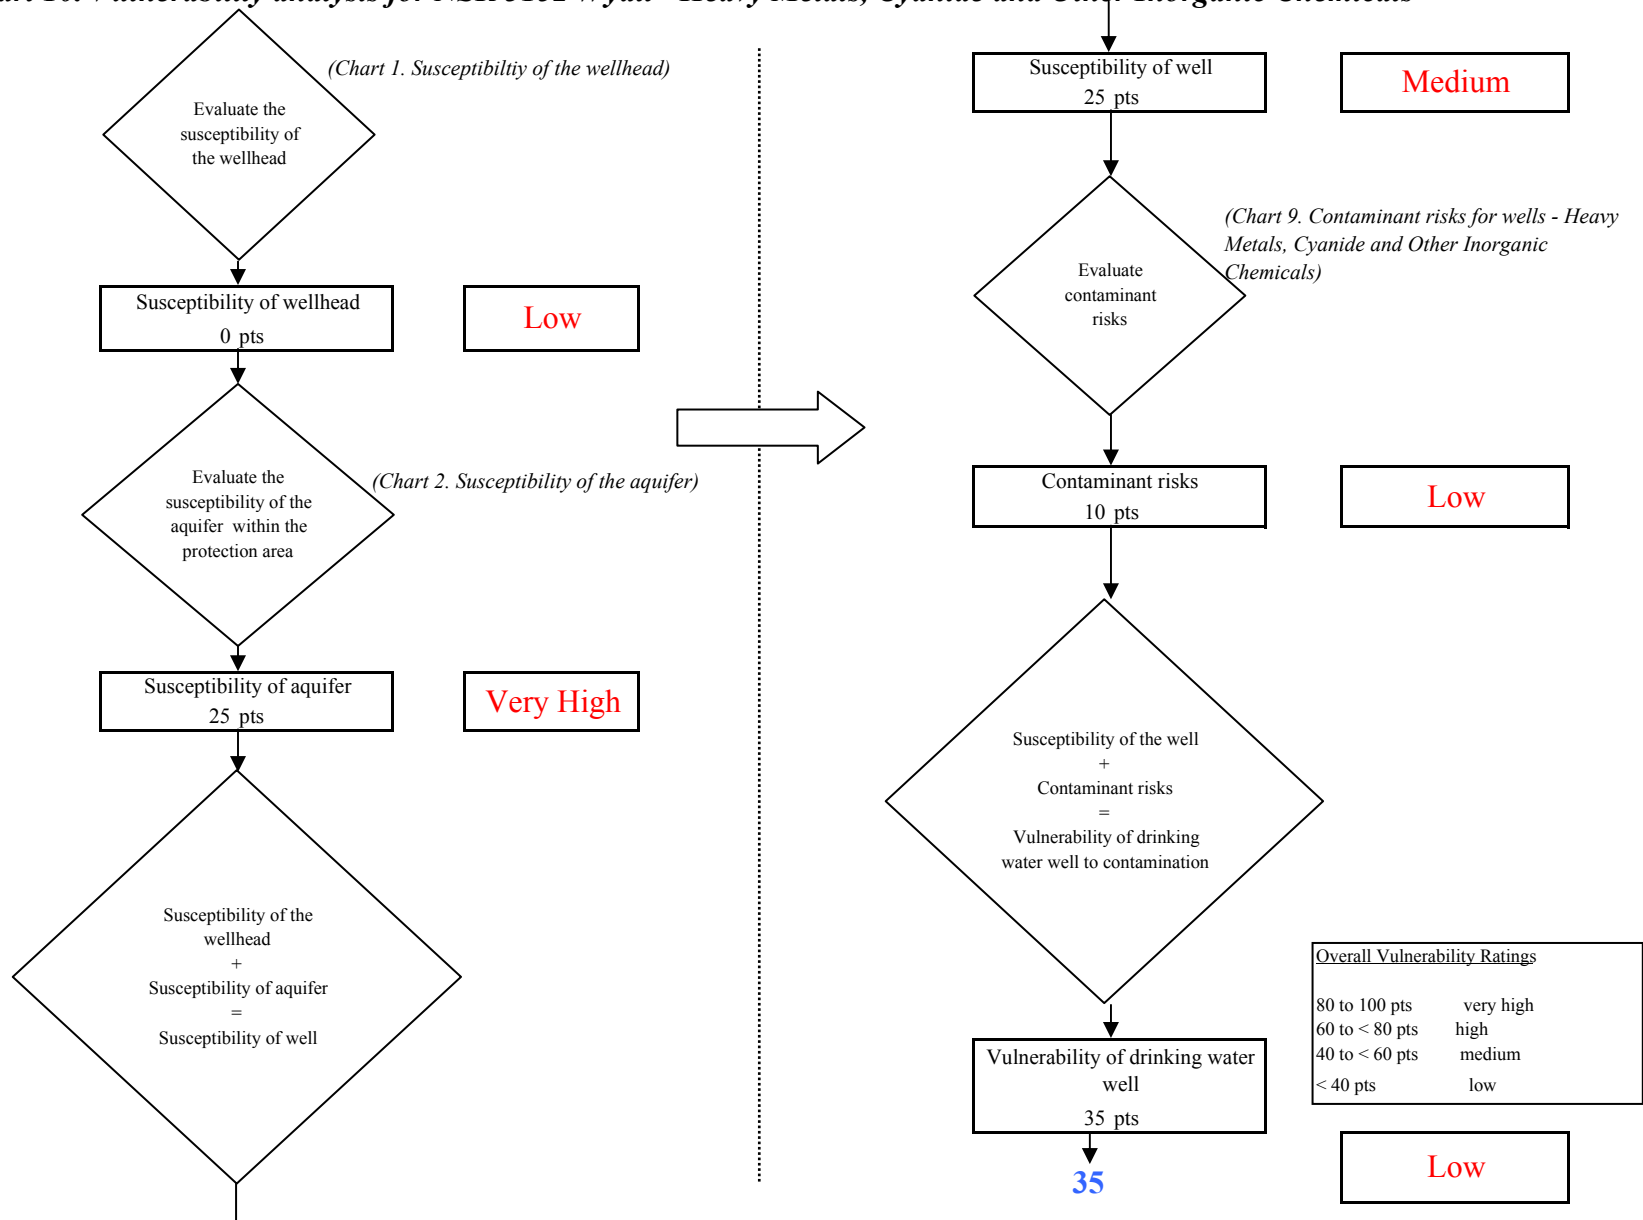 (Chart 1. Susceptibiltiy of the wellhead)
Evaluate the
susceptibility of
the wellhead
Susceptibility of wellhead
0 pts
Low
Evaluate the
susceptibility of the
aquifer within the
protection area
(Chart 2. Susceptibility of the aquifer)
Susceptibility of aquifer
25 pts
Very High
Susceptibility of the
wellhead
+
Susceptibility of aquifer
=
Susceptibility of well
Susceptibility of well
25 pts
Medium
(Chart 9. Contaminant risks for wells - Heavy
Metals, Cyanide and Other Inorganic
Chemicals)
Evaluate
contaminant
risks
Contaminant risks
10 pts
Low
Susceptibility of the well
+
Contaminant risks
=
Vulnerability of drinking
water well to contamination
Overall Vulnerability Ratings
80 to 100 pts very high
60 to < 80 pts high
40 to < 60 pts medium
< 40 pts low
Vulnerability of drinking water
well
35 pts
35
Low